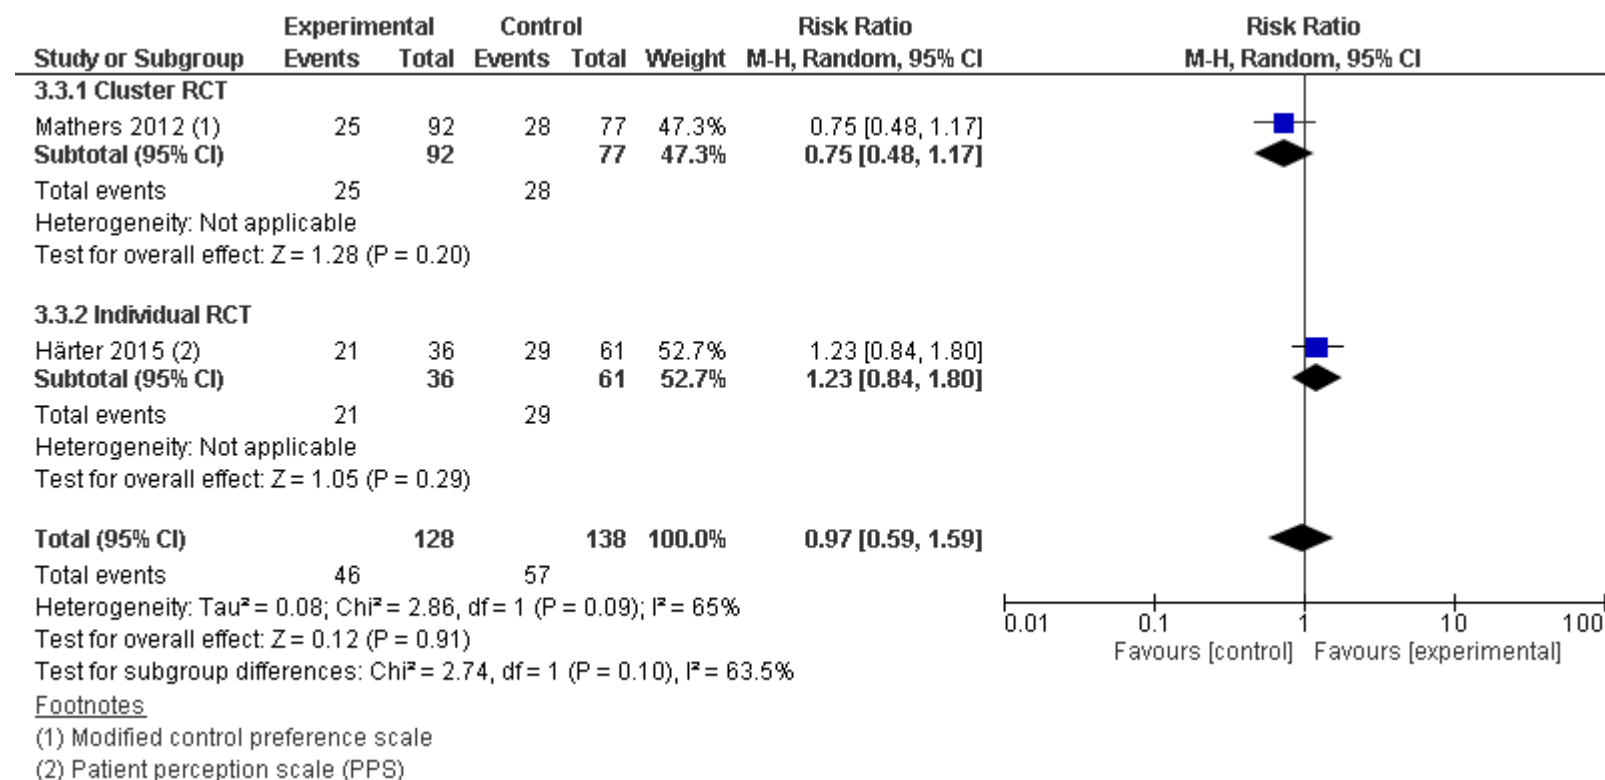 Experimental Control Risk Ratio Risk Ratio
Study or Subgroup Events Total Events Total Weight M-H, Random, 95% CI M-H, Random, 95% CI
3.3.1 Cluster RCT
Mathers 2012 (1) 25 92 28 77 47.3% 0.75 [0.48, 1.17]
Subtotal (95% CI) 92 77 47.3% 0.75 [0.48, 1.17]
Total events 25 28
Heterogeneity: Not applicable
Test for overall effect: Z = 1.28 (P = 0.20)
3.3.2 Individual RCT
Härter 2015 (2) 21 36 29 61 52.7% 1.23 [0.84, 1.80]
Subtotal (95% CI) 36 61 52.7% 1.23 [0.84, 1.80]
Total events 21 29
Heterogeneity: Not applicable
Test for overall effect: Z = 1.05 (P = 0.29)
Total (95% CI) 128 138 100.0% 0.97 [0.59, 1.59]
Total events 46 57
Heterogeneity: Tau² = 0.08; Chi² = 2.86, df = 1 (P = 0.09); I² = 65%
Test for overall effect: Z = 0.12 (P = 0.91)
Test for subgroup differences: Chi² = 2.74, df = 1 (P = 0.10), I² = 63.5%
0.01 0.1 1 10 100
Favours [control] Favours [experimental]
Footnotes
(1) Modified control preference scale
(2) Patient perception scale (PPS)